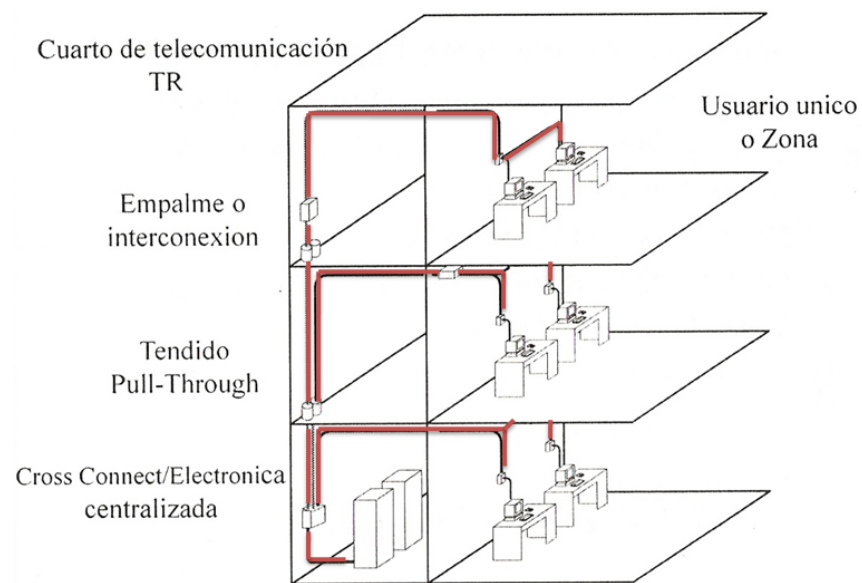 Cuarto de telecomunicación
TR
Usuario unico
o Zona
Empalme o
interconexion
Tendido
Pull-Through
Cross Connect/Electronica
centralizada